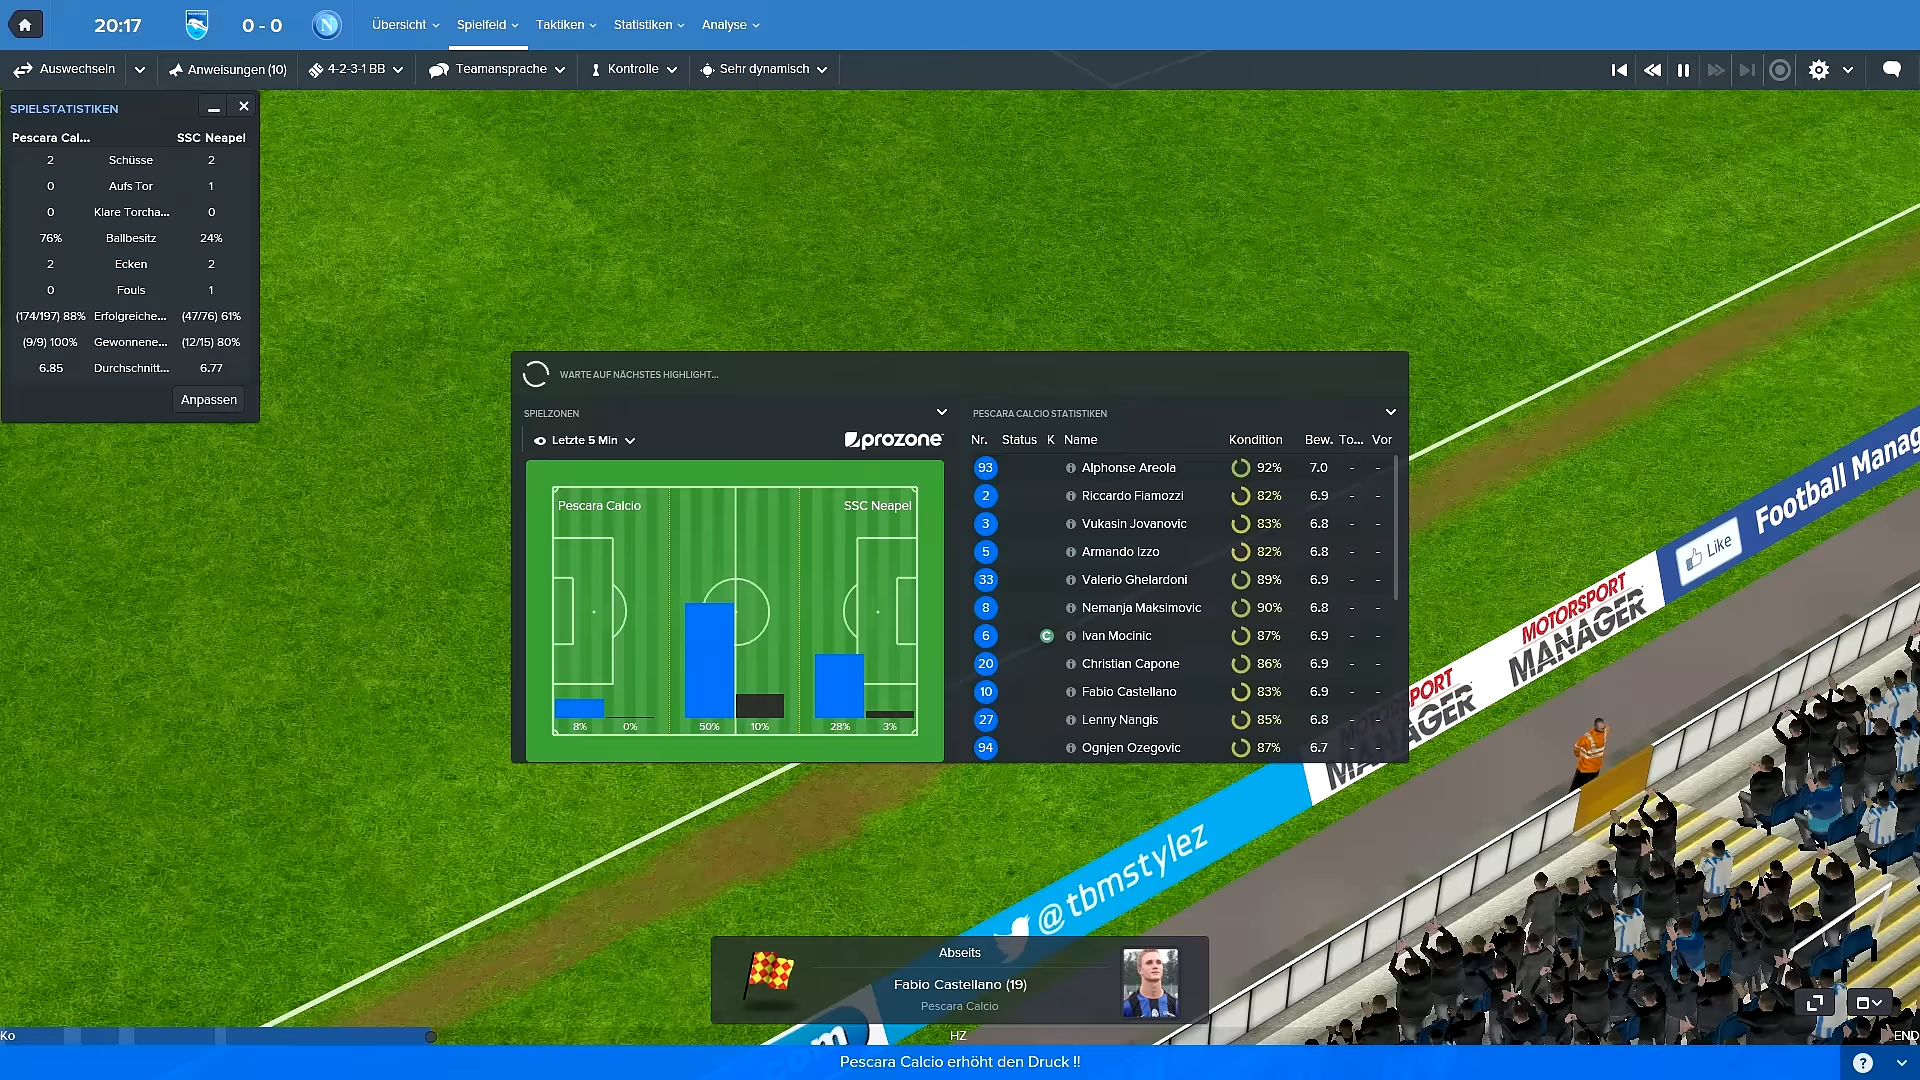 20:17
0 - 0
N
Übersicht
Spielfeld
Taktiken
Statistiken
Analyse
Auswechseln
Anweisungen (10)
4-2-3-1 BB
Teamansprache
Kontrolle
Sehr dynamisch
SPIELSTATISTIKEN
Pescara Cal... SSC Neapel
2 Schüsse 2
0 Aufs Tor 1
0 Klare Torcha... 0
76% Ballbesitz 24%
2 Ecken 2
0 Fouls 1
(174/197) 88% Erfolgreiche... (47/76) 61%
(9/9) 100% Gewonnene... (12/15) 80%
6.85 Durchschnitt... 6.77
Anpassen
WARTE AUF NÄCHSTES HIGHLIGHT...
SPIELZONEN
Letzte 5 Min
prozone
Pescara Calcio SSC Neapel
8% 0% 50% 10% 28% 3%
PESCARA CALCIO STATISTIKEN
Nr. Status K Name Kondition Bew. To... Vor
93 Alphonse Areola 92% 7.0 - -
2 Riccardo Fiamozzi 82% 6.9 - -
3 Vukasin Jovanovic 83% 6.8 - -
5 Armando Izzo 82% 6.8 - -
33 Valerio Ghelardoni 89% 6.9 - -
8 Nemanja Maksimovic 90% 6.8 - -
6 C Ivan Mocinic 87% 6.9 - -
20 Christian Capone 86% 6.9 - -
10 Fabio Castellano 83% 6.9 - -
27 Lenny Nangis 85% 6.8 - -
94 Ognjen Ozegovic 87% 6.7 - -
Like
Football Manag
MOTORSPORT
MANAGER
PORT
MANAGER
@tbmstylez
.com
Abseits
Fabio Castellano (19)
Pescara Calcio
Ko
HZ
END
Pescara Calcio erhöht den Druck !!
?